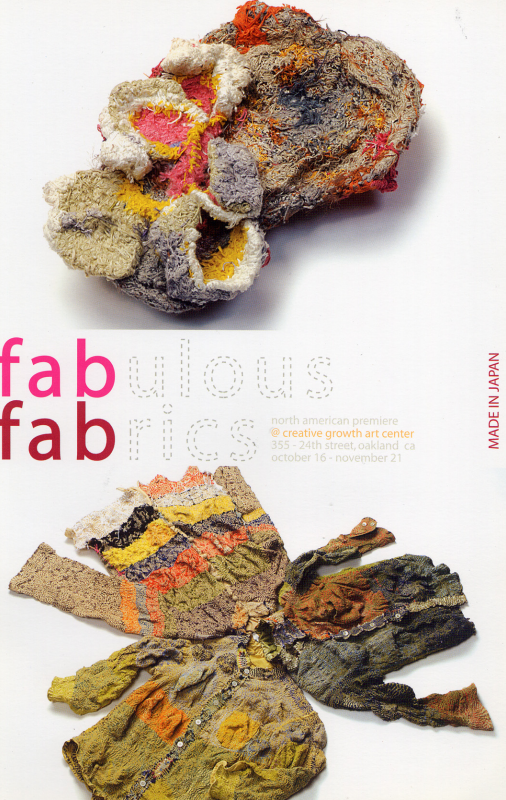 fabulous
fabrics
north american premiere
@ creative growth art center
355 - 24th street, oakland ca
october 16 - november 21
MADE IN JAPAN